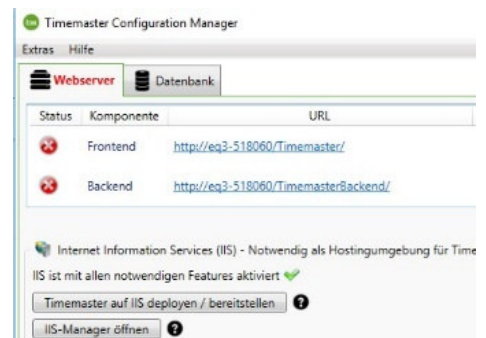 Timemaster Configuration Manager
Extras Hilfe
Webserver Datenbank
Status Komponente URL
Frontend http://eq3-518060/Timemaster/
Backend http://eq3-518060/TimemasterBackend/
Internet Information Services (IIS) - Notwendig als Hostingumgebung für Time
IIS ist mit allen notwendigen Features aktiviert
Timemaster auf IIS deployen / bereitstellen ?
IIS-Manager öffnen ?